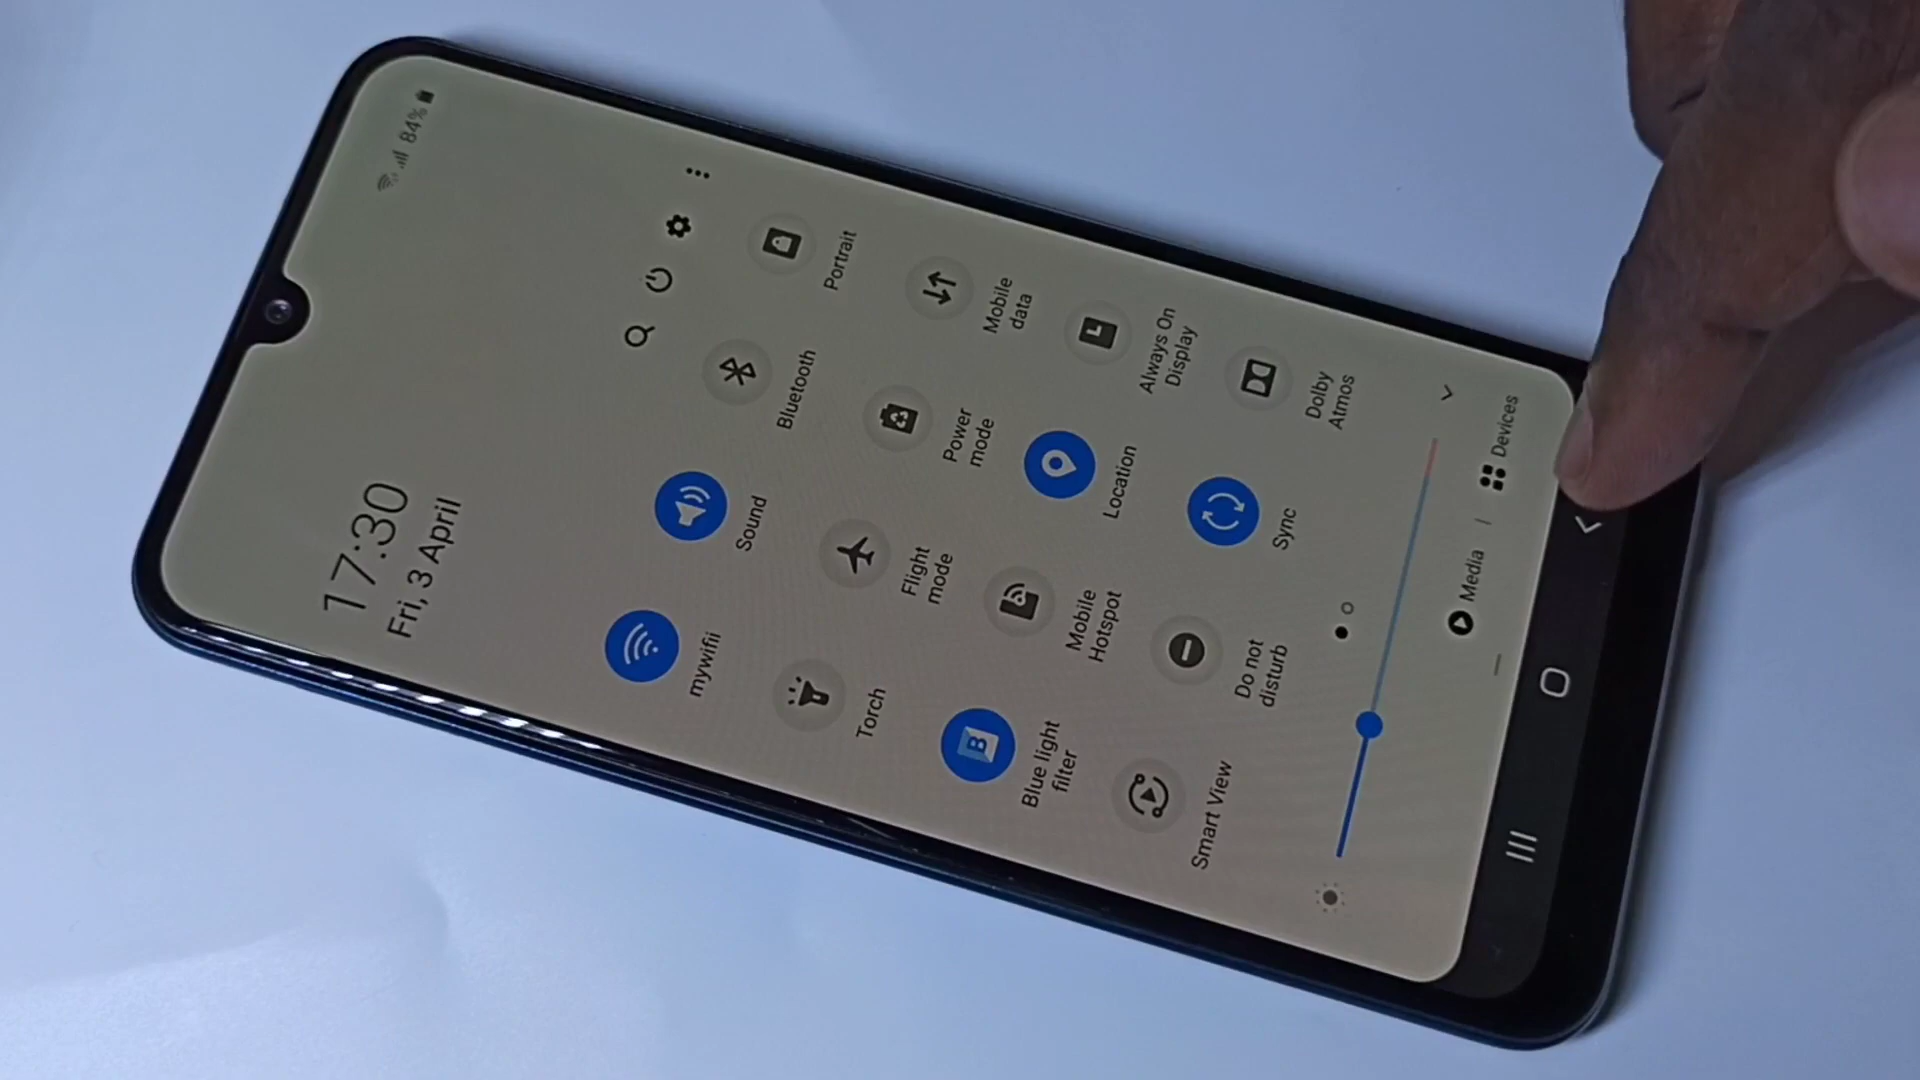 84%
17:30
Fri, 3 April
mywifii
Sound
Bluetooth
Portrait
Torch
Flight
mode
Power
mode
Mobile
data
Blue light
filter
Mobile
Hotspot
Location
Always On
Display
Smart View
Do not
disturb
Sync
Dolby
Atmos
Media | Devices